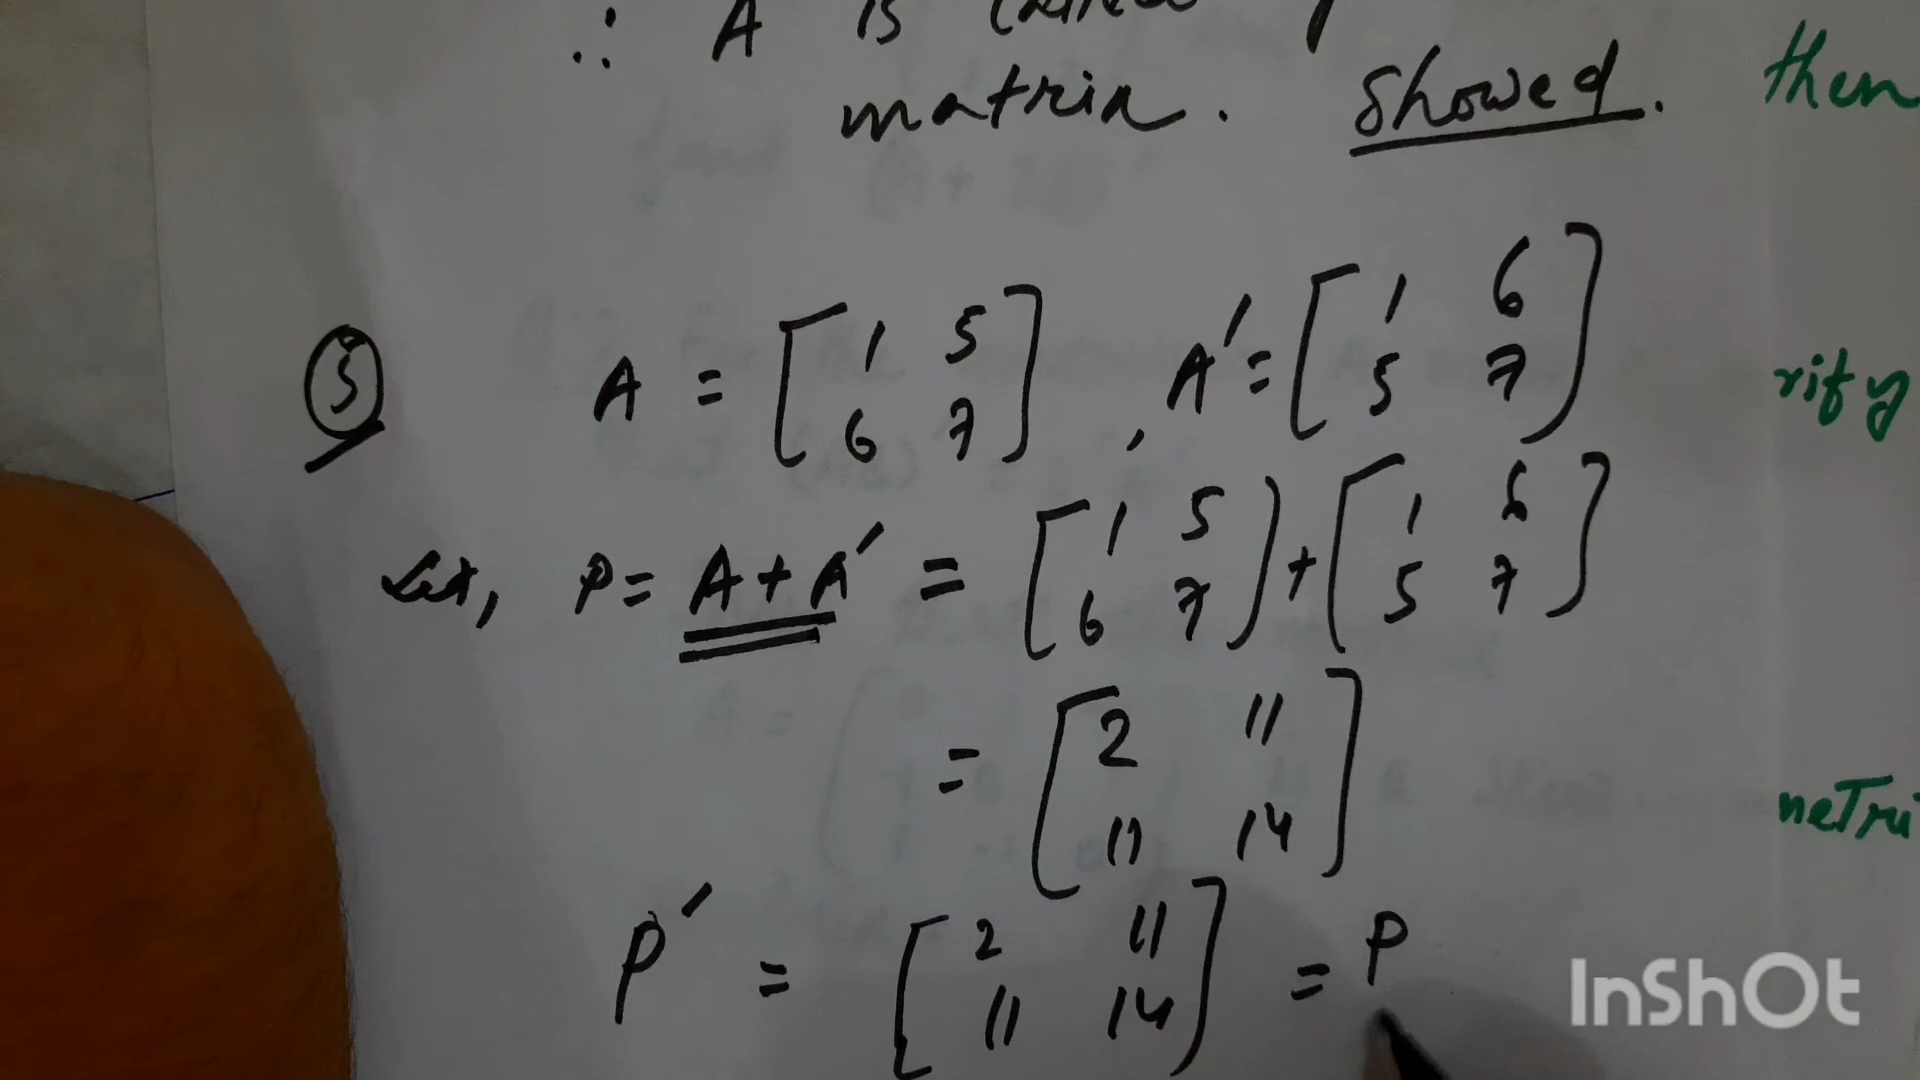 ∴ A is
matrix. Showed. then
⑤ A = [1 5 6 7], A' = [1 6 5 7] rify
Let, P = A + A' = [1 5 6 7] + [1 6 5 7]
= [2 11 11 14] netri
P' = [2 11 11 14] = P
InShOt